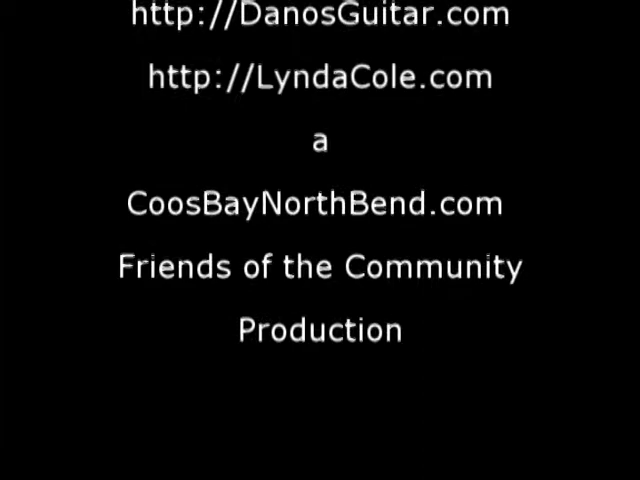 http://DanosGuitar.com
http://LyndaCole.com
a
CoosBayNorthBend.com
Friends of the Community
Production